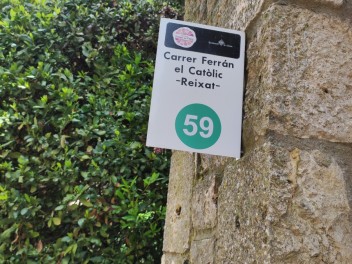 Carrer Ferrán
el Catòlic
-Reixat-
59